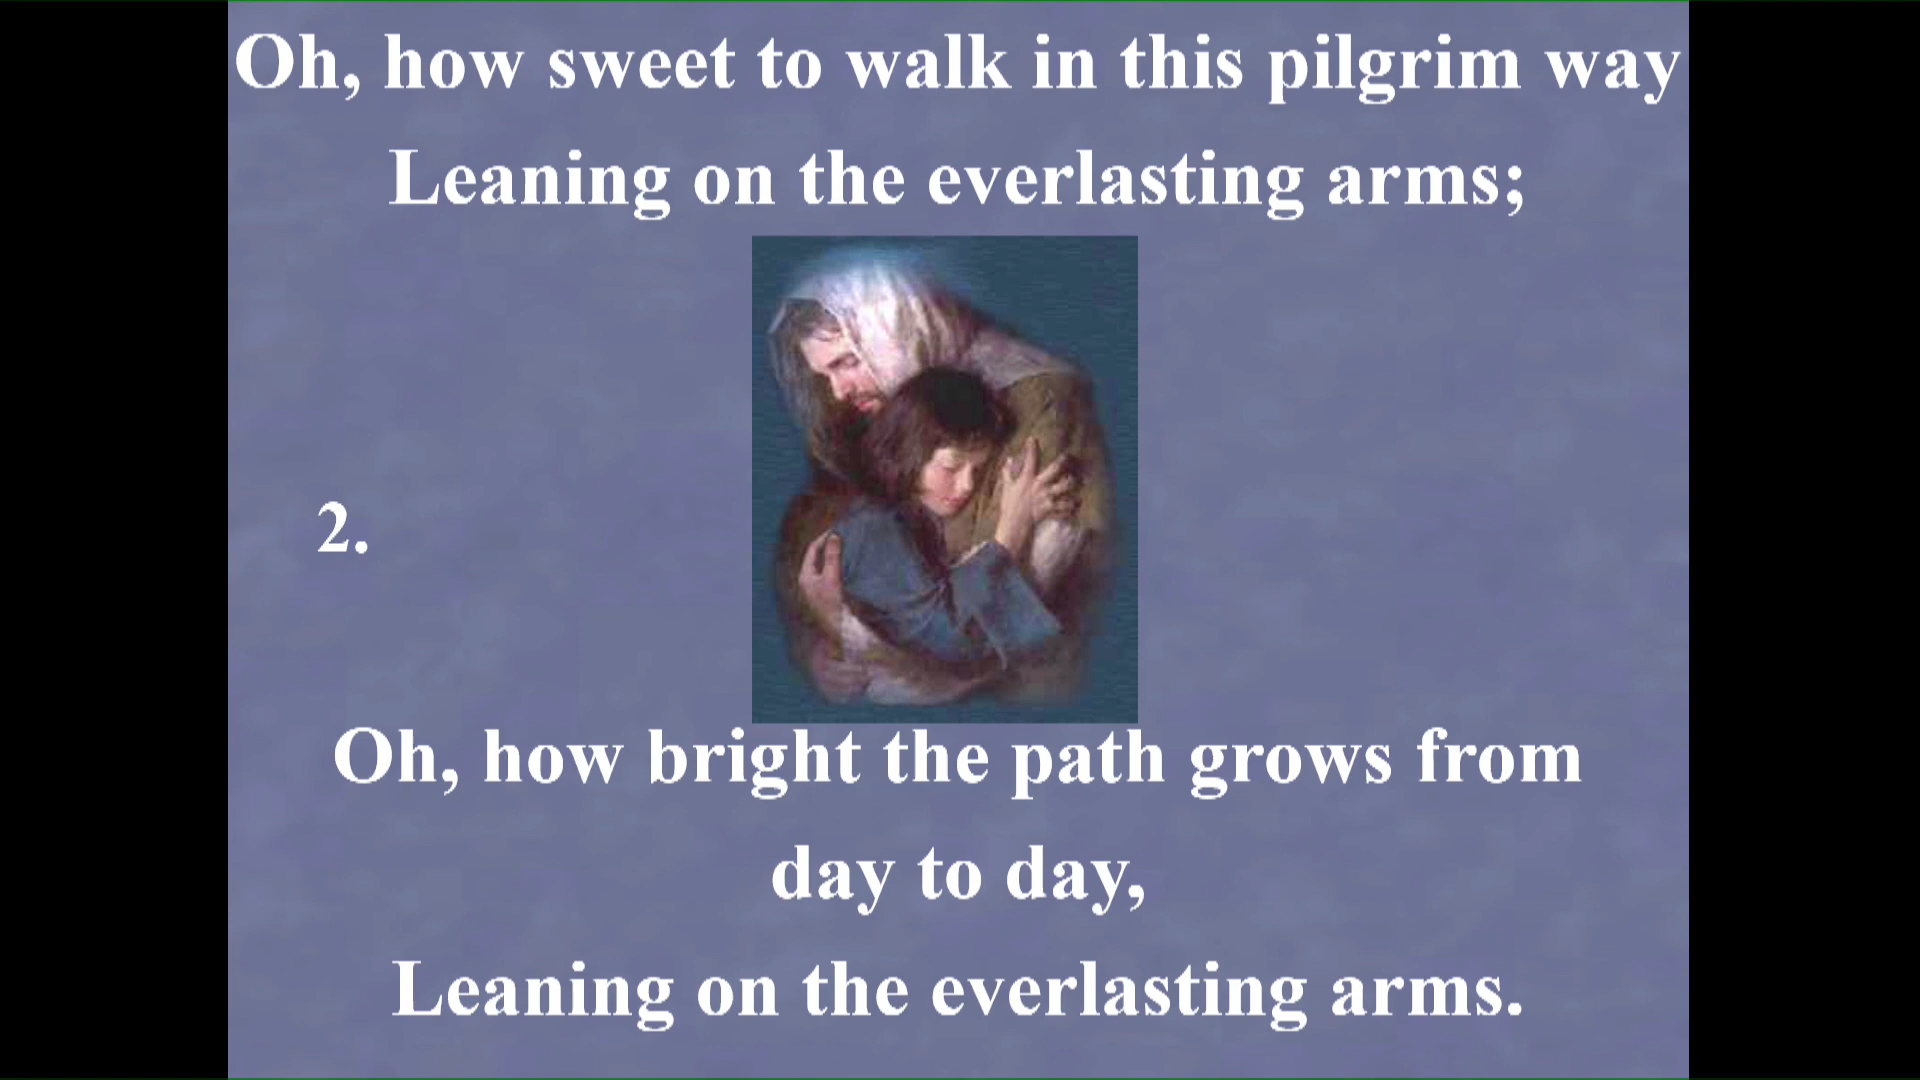 Oh, how sweet to walk in this pilgrim way
Leaning on the everlasting arms;
2.
Oh, how bright the path grows from
day to day,
Leaning on the everlasting arms.